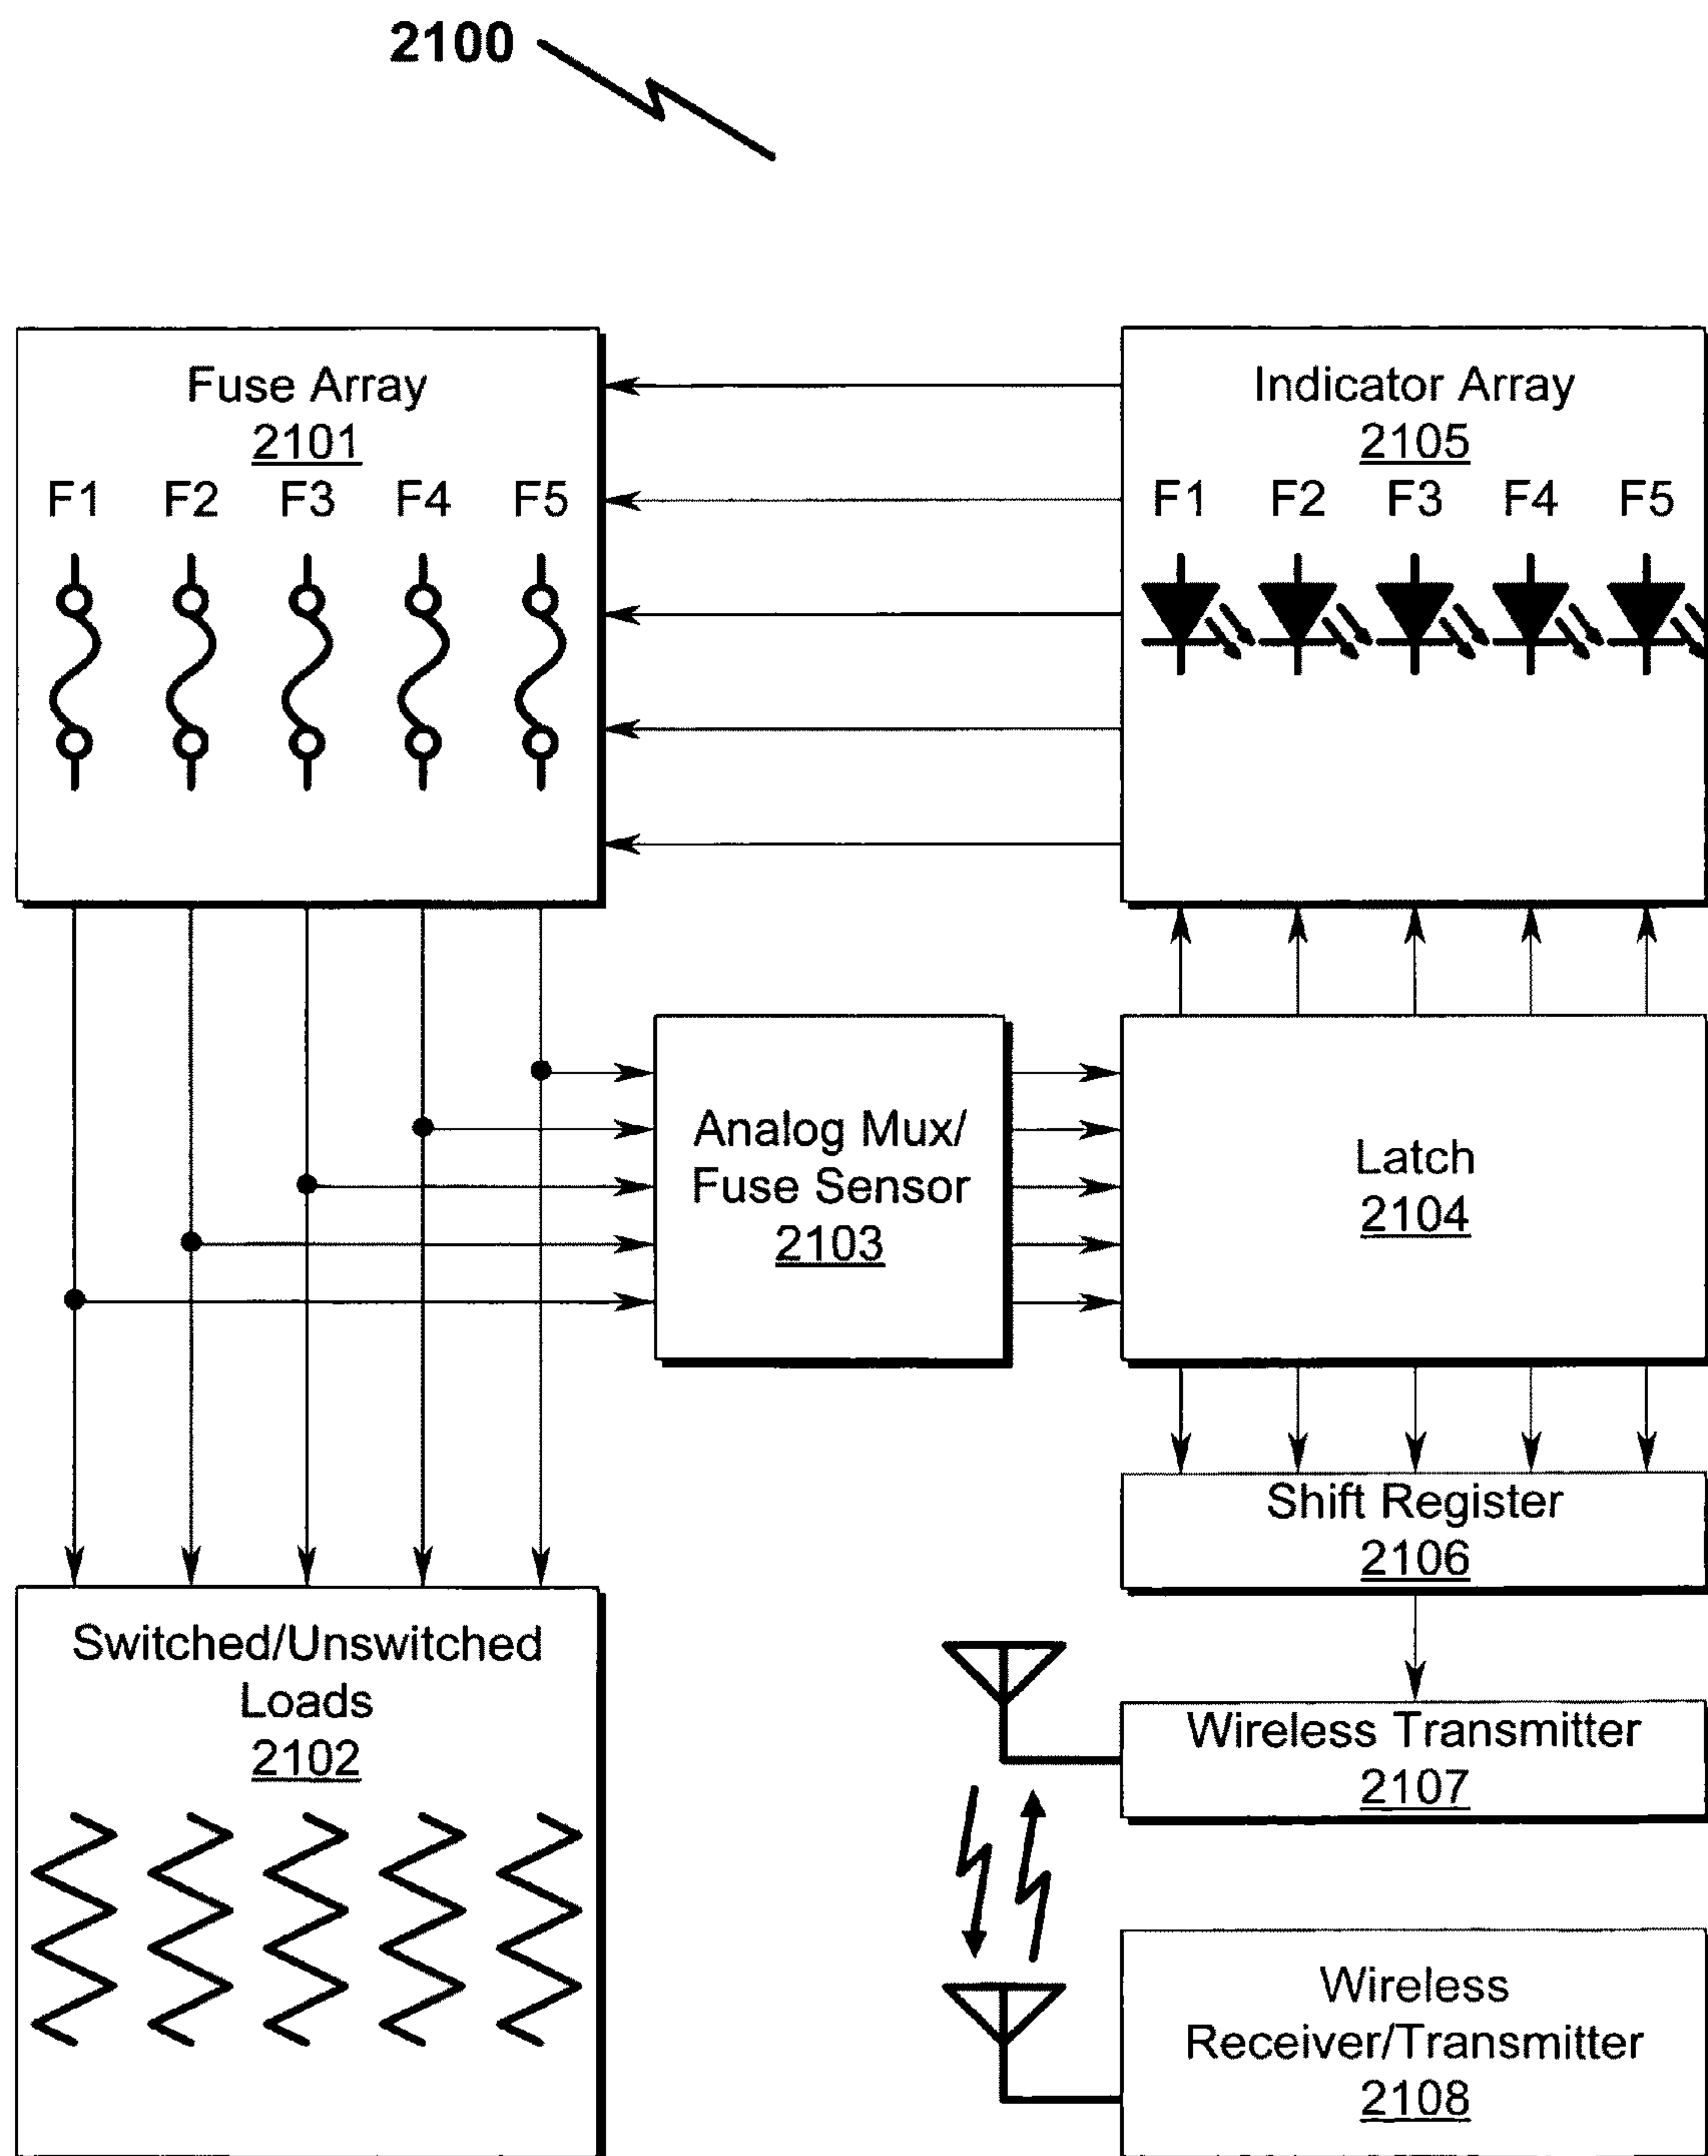 2100
Fuse Array
2101
F1 F2 F3 F4 F5
Indicator Array
2105
F1 F2 F3 F4 F5
Analog Mux/
Fuse Sensor
2103
Latch
2104
Shift Register
2106
Switched/Unswitched
Loads
2102
Wireless Transmitter
2107
Wireless
Receiver/Transmitter
2108